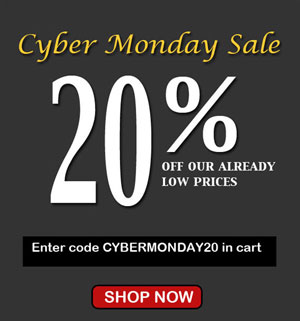 Cyber Monday Sale
20%
OFF OUR ALREADY
LOW PRICES
Enter code CYBERMONDAY20 in cart
SHOP NOW